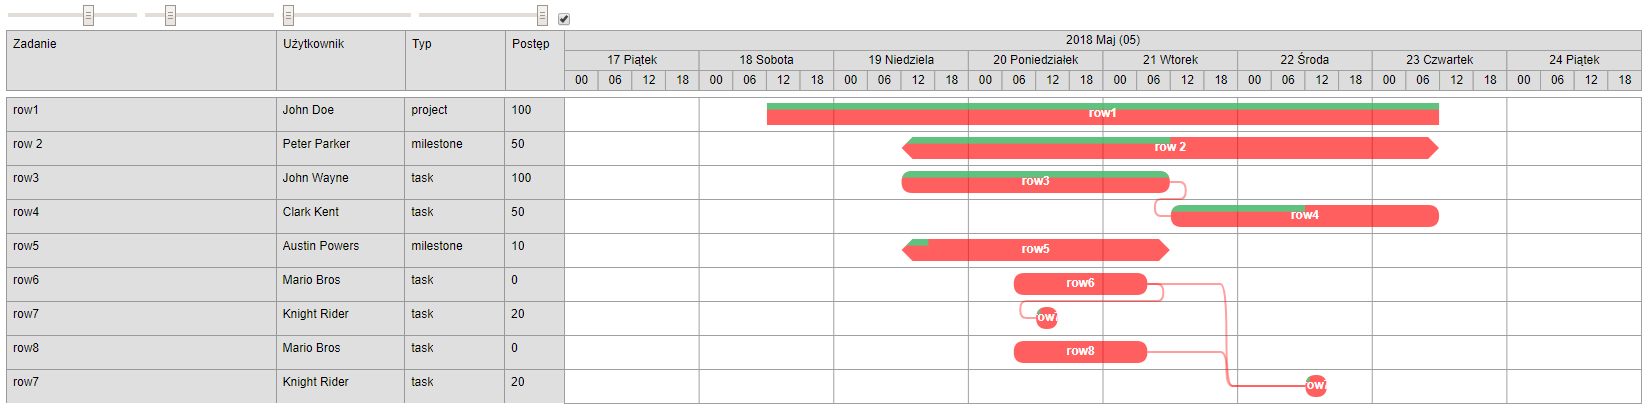 Zadanie Użytkownik Typ Postęp 2018 Maj (05)
17 Piątek 18 Sobota 19 Niedziela 20 Poniedziałek 21 Wtorek 22 Środa 23 Czwartek 24 Piątek
00 06 12 18 00 06 12 18 00 06 12 18 00 06 12 18 00 06 12 18 00 06 12 18 00 06 12 18 00 06 12 18
row1 John Doe project 100 row1
row 2 Peter Parker milestone 50 row 2
row3 John Wayne task 100 row3
row4 Clark Kent task 50 row4
row5 Austin Powers milestone 10 row5
row6 Mario Bros task 0 row6
row7 Knight Rider task 20
row8 Mario Bros task 0 row8
row7 Knight Rider task 20